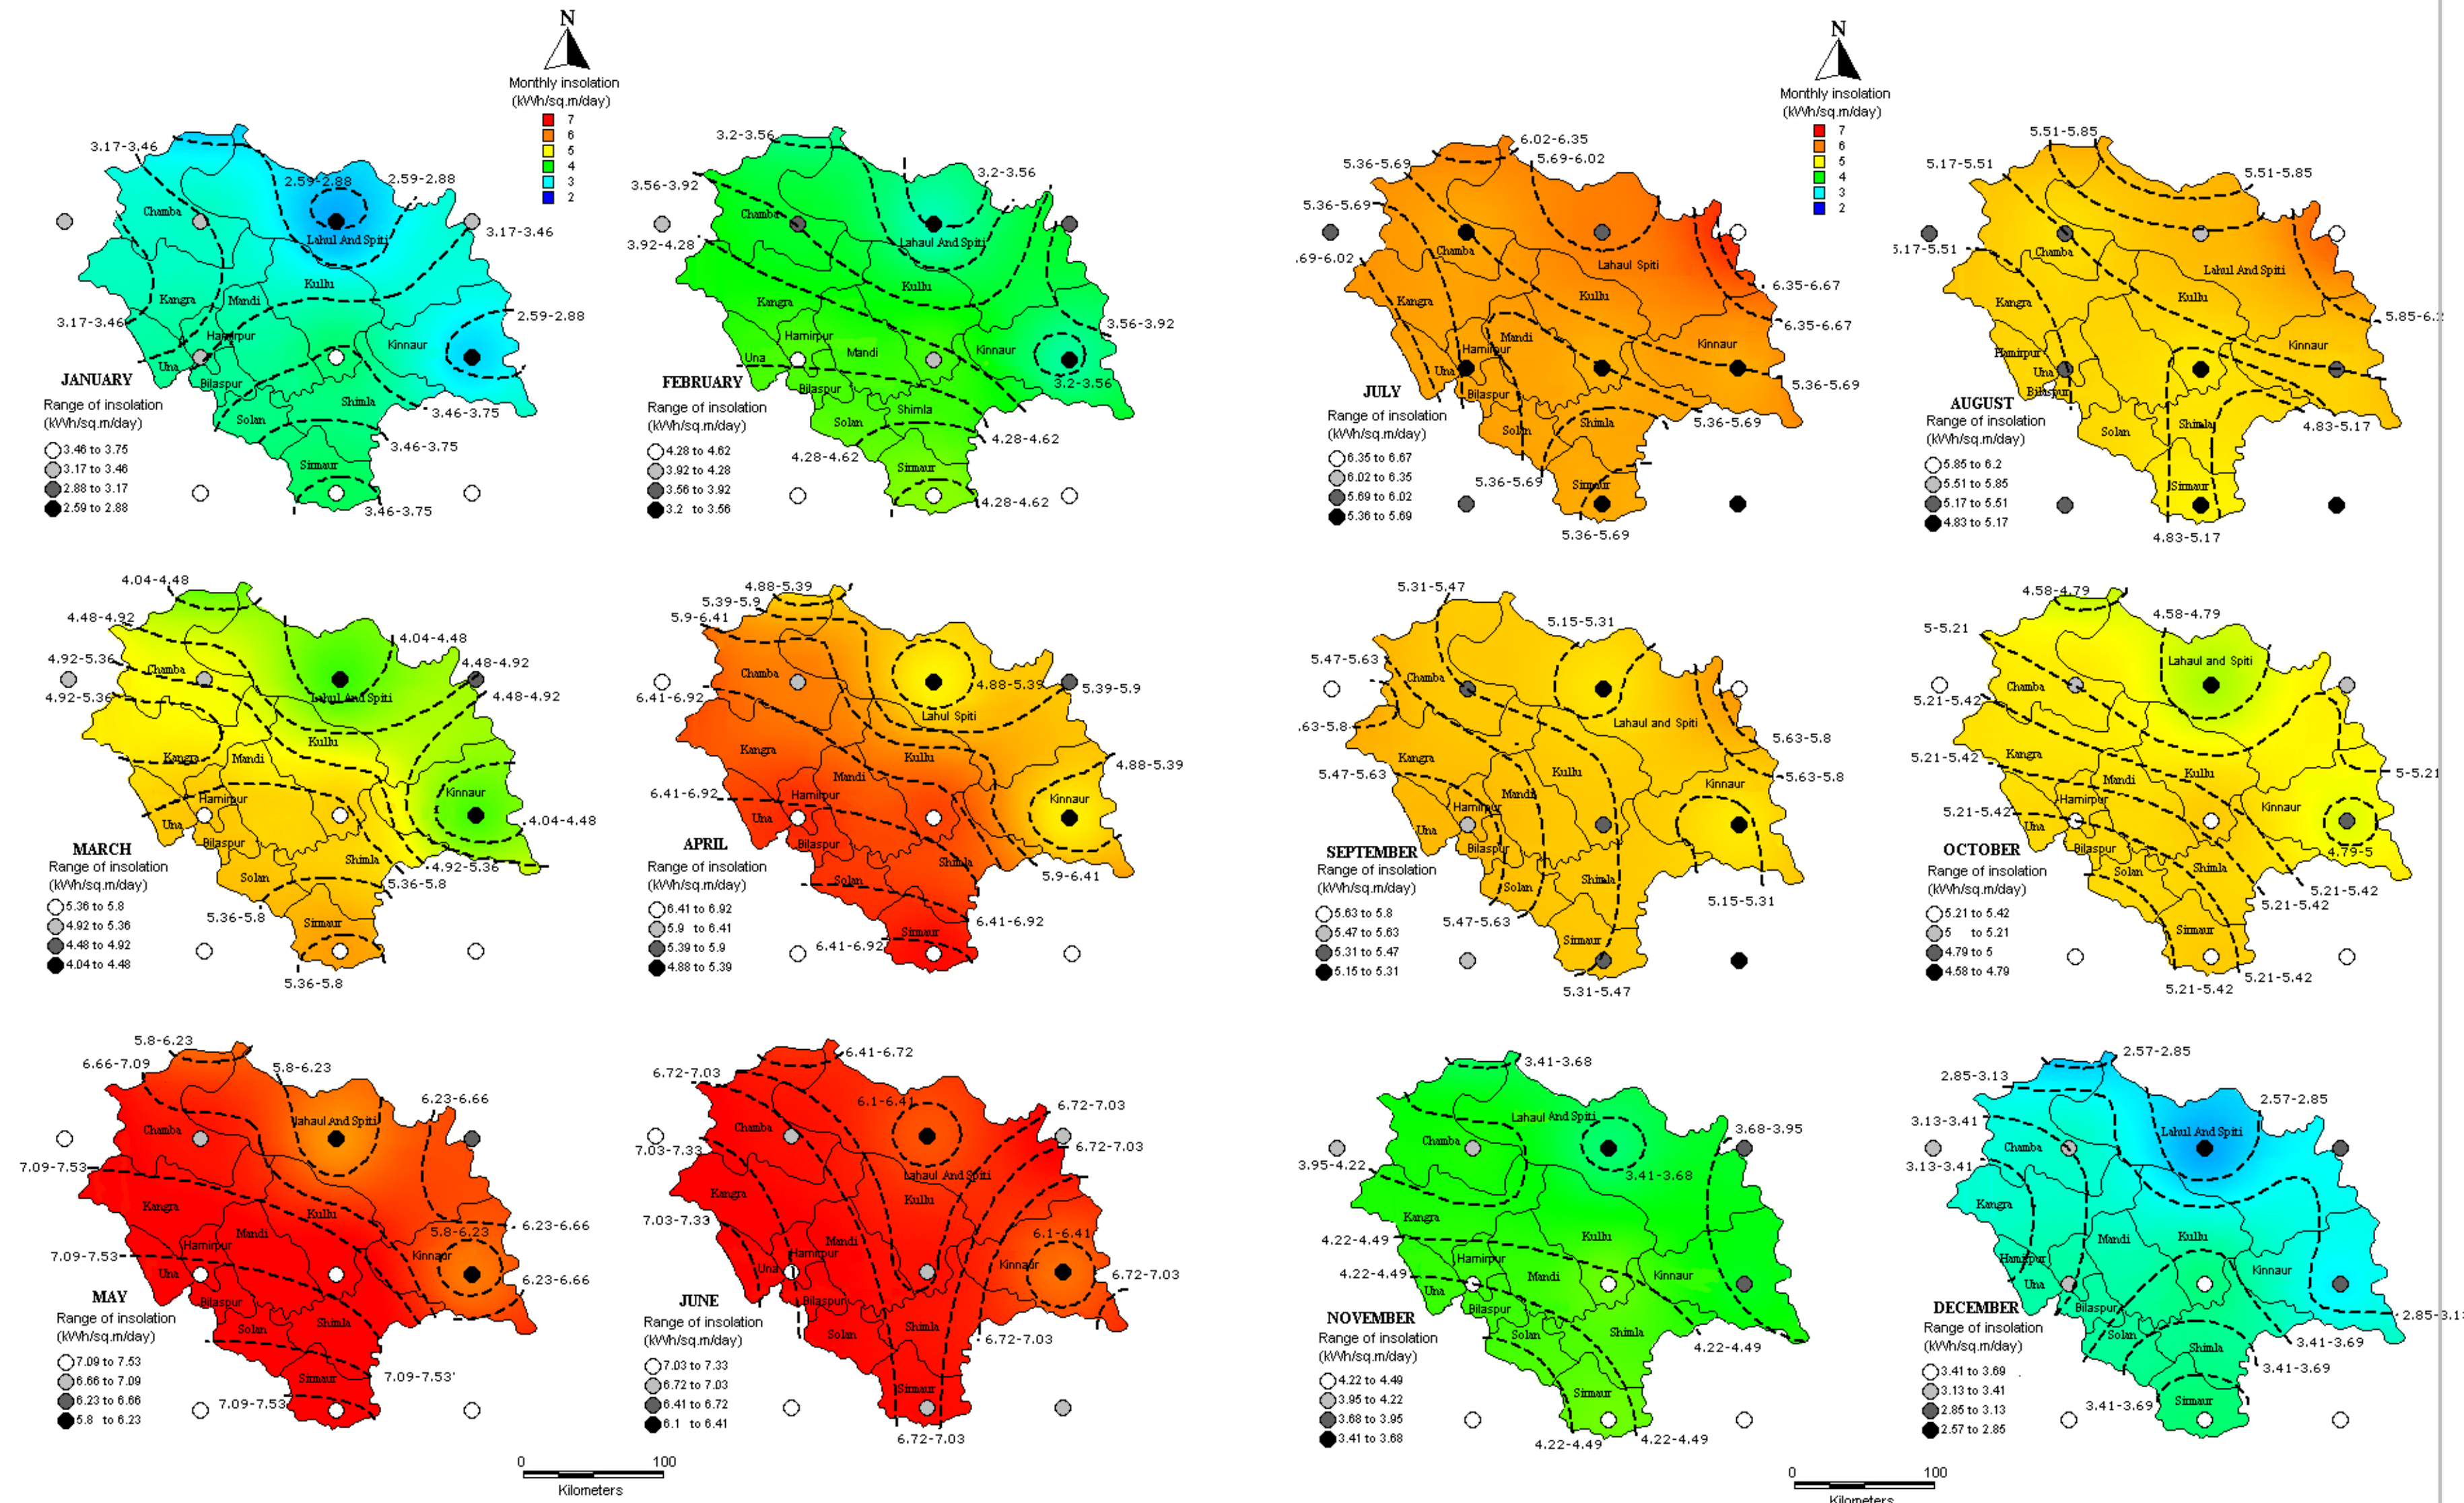 N
Monthly insolation
(kWh/sq.m/day)
7
6
5
4
3
2
3.17-3.46
2.59-2.88
2.59-2.88
Chamba
Lahul And Spiti
3.17-3.46
Kullu
Kangra
Mandi
3.17-3.46
2.59-2.88
Hamirpur
Kinnaur
Una
Bilaspur
JANUARY
Shimla
Range of insolation
(kWh/sq.m/day)
3.46-3.75
Solan
3.46-3.75
3.46 to 3.75
3.17 to 3.46
2.88 to 3.17
2.59 to 2.88
Sirmaur
3.46-3.75
3.2-3.56
3.2-3.56
3.56-3.92
Chamba
3.92-4.28
Lahaul And Spiti
Kullu
Kangra
3.56-3.92
Hamirpur
Una
Mandi
Kinnaur
FEBRUARY
Bilaspur
3.2-3.56
Range of insolation
(kWh/sq.m/day)
Shimla
Solan
4.28-4.62
4.28-4.62
4.28 to 4.62
3.92 to 4.28
3.56 to 3.92
3.2 to 3.56
Sirmaur
4.28-4.62
N
Monthly insolation
(kWh/sq.m/day)
7
6
5
4
3
2
6.02-6.35
5.36-5.69
5.69-6.02
5.36-5.69
Chamba
.69-6.02
Lahaul Spiti
Kangra
Kullu
6.35-6.67
6.35-6.67
Mandi
Hamirpur
Kinnaur
Una
Bilaspur
5.36-5.69
JULY
Range of insolation
(kWh/sq.m/day)
Solan
Shimla
5.36-5.69
6.35 to 6.67
6.02 to 6.35
5.69 to 6.02
5.36 to 5.69
5.36-5.69
Sirmaur
5.36-5.69
5.51-5.85
5.17-5.51
5.51-5.85
5.17-5.51
Chamba
Lahul And Spiti
Kangra
Kullu
5.85-6.2
Hamirpur
Kinnaur
Una
Bilaspur
AUGUST
Range of insolation
(kWh/sq.m/day)
Solan
Shimla
4.83-5.17
5.85 to 6.2
5.51 to 5.85
5.17 to 5.51
4.83 to 5.17
Sirmaur
4.83-5.17
4.04-4.48
4.48-4.92
4.04-4.48
4.92-5.36
Chamba
4.48-4.92
4.92-5.36
Lahul And Spiti
4.48-4.92
Kullu
Kangra
Mandi
Hamirpur
Kinnaur
Una
4.04-4.48
Bilaspur
MARCH
Range of insolation
(kWh/sq.m/day)
Shimla
4.92-5.36
Solan
5.36-5.8
5.36-5.8
5.36 to 5.8
4.92 to 5.36
4.48 to 4.92
4.04 to 4.48
Sirmaur
5.36-5.8
4.88-5.39
5.39-5.9
5.9-6.41
Chamba
4.88-5.39
5.39-5.9
6.41-6.92
Lahul Spiti
Kangra
Kullu
4.88-5.39
Mandi
6.41-6.92
Hamirpur
Kinnaur
Una
Bilaspur
APRIL
Range of insolation
(kWh/sq.m/day)
Shimla
Solan
5.9-6.41
6.41-6.92
6.41 to 6.92
5.9 to 6.41
5.39 to 5.9
4.88 to 5.39
Sirmaur
6.41-6.92
5.31-5.47
5.15-5.31
5.47-5.63
Chamba
.63-5.8
Lahaul and Spiti
5.63-5.8
Kangra
5.47-5.63
Kullu
5.63-5.8
Kinnaur
Hamirpur
Mandi
Una
Bilaspur
SEPTEMBER
Range of insolation
(kWh/sq.m/day)
Solan
Shimla
5.15-5.31
5.47-5.63
5.63 to 5.8
5.47 to 5.63
5.31 to 5.47
5.15 to 5.31
Sirmaur
5.31-5.47
4.58-4.79
4.58-4.79
5-5.21
Lahaul and Spiti
Chamba
5.21-5.42
Kangra
5.21-5.42
Mandi
Kullu
5-5.21
Hamirpur
Kinnaur
5.21-5.42
Una
Bilaspur
4.79-5
OCTOBER
Range of insolation
(kWh/sq.m/day)
Solan
Shimla
5.21-5.42
5.21-5.42
5.21 to 5.42
5 to 5.21
4.79 to 5
4.58 to 4.79
Sirmaur
5.21-5.42
5.21-5.42
5.8-6.23
6.66-7.09
5.8-6.23
6.23-6.66
Chamba
Lahaul And Spiti
7.09-7.53
Kangra
Kullu
Mandi
6.23-6.66
5.8-6.23
Hamirpur
Kinnaur
7.09-7.53
Una
6.23-6.66
MAY
Bilaspur
Range of insolation
(kWh/sq.m/day)
Solan
Shimla
7.09 to 7.53
6.66 to 7.09
6.23 to 6.66
5.8 to 6.23
Sirmaur
7.09-7.53'
7.09-7.53
6.41-6.72
6.72-7.03
6.1-6.41
6.72-7.03
Chamba
7.03-7.33
6.72-7.03
Lahaul And Spiti
Kangra
Kullu
7.03-7.33
Mandi
6.1-6.41
Hamirpur
Una
Kinnaur
6.72-7.03
JUNE
Bilaspur
Range of insolation
(kWh/sq.m/day)
Solan
Shimla
6.72-7.03
7.03 to 7.33
6.72 to 7.03
6.41 to 6.72
6.1 to 6.41
Sirmaur
6.72-7.03
0 100
Kilometers
3.41-3.68
Lahaul And Spiti
3.68-3.95
Chamba
3.95-4.22
3.41-3.68
Kangra
4.22-4.49
Kullu
Hamirpur
4.22-4.49
Mandi
Kinnaur
Una
Bilaspur
NOVEMBER
Range of insolation
(kWh/sq.m/day)
Solan
Shimla
4.22-4.49
4.22 to 4.49
3.95 to 4.22
3.68 to 3.95
3.41 to 3.68
Sirmaur
4.22-4.49
4.22-4.49
2.57-2.85
2.85-3.13
2.57-2.85
3.13-3.41
Chamba
Lahul And Spiti
3.13-3.41
Kangra
Mandi
Kullu
Hamirpur
Kinnaur
Una
Bilaspur
DECEMBER
2.85-3.13
Range of insolation
(kWh/sq.m/day)
Solan
Shimla
3.41-3.69
3.41-3.69
3.41 to 3.69
3.13 to 3.41
2.85 to 3.13
2.57 to 2.85
3.41-3.69
Sirmaur
0 100
Kilometers